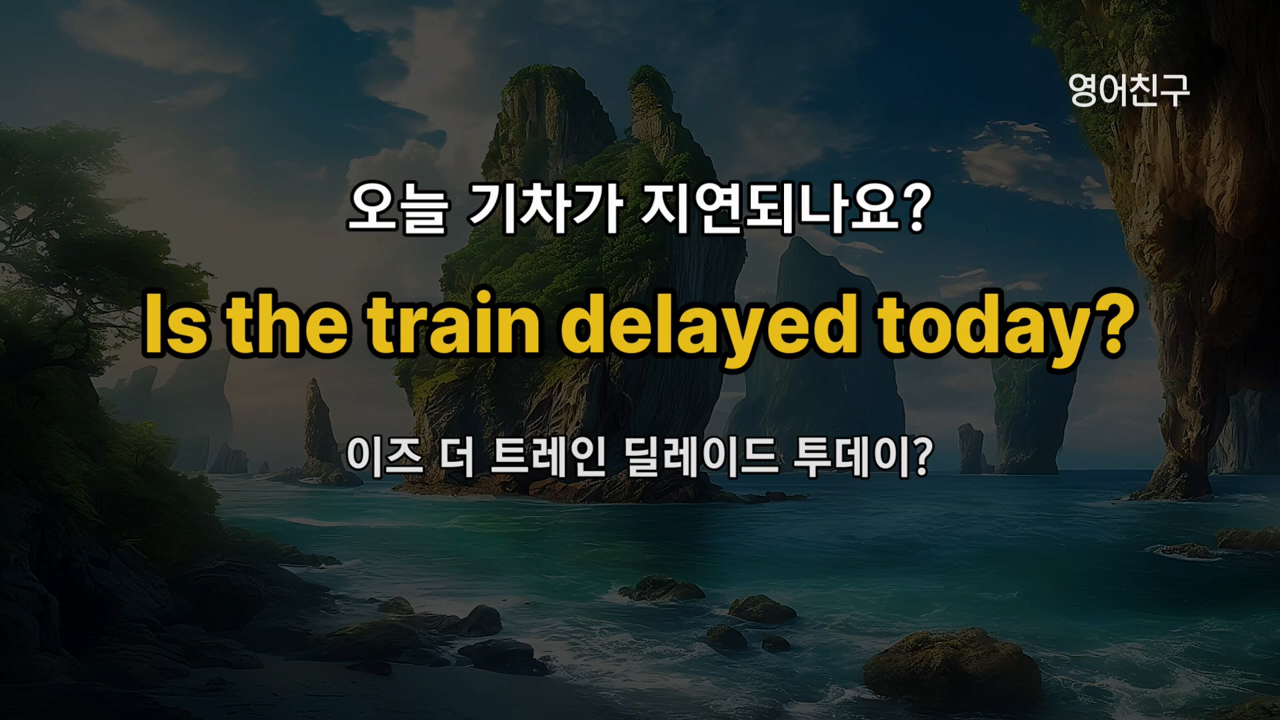 영어친구
오늘 기차가 지연되나요?
Is the train delayed today?
이즈 더 트레인 딜레이드 투데이?